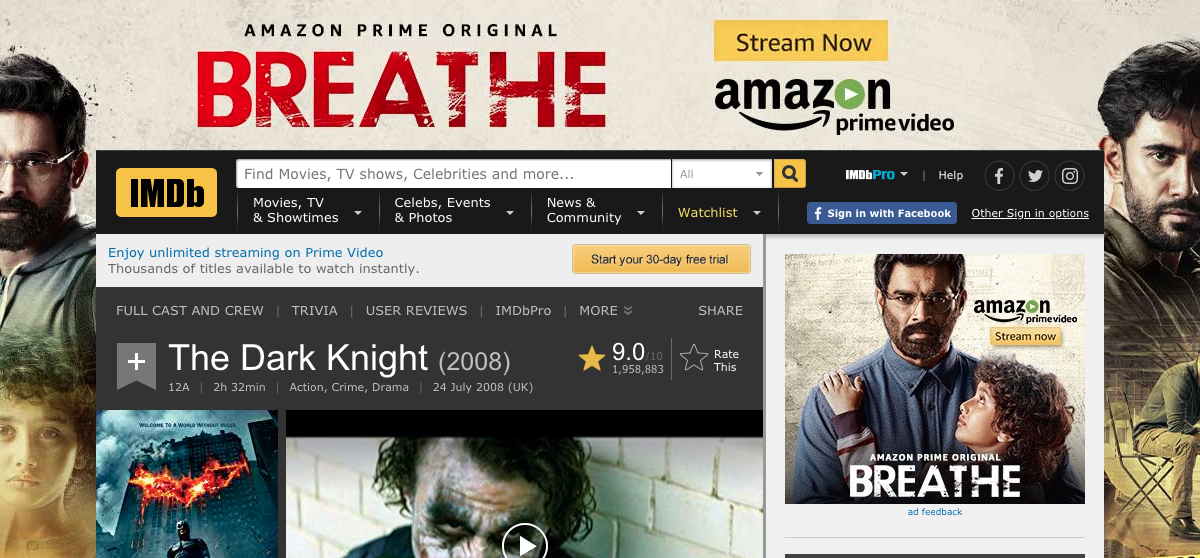 AMAZON PRIME ORIGINAL
BREATHE
Stream Now
amazon
prime video
IMDb
Find Movies, TV shows, Celebrities and more...
All
IMDbPro
|
Help
Movies, TV
& Showtimes
Celebs, Events
& Photos
News &
Community
Watchlist
f Sign in with Facebook
Other Sign in options
Enjoy unlimited streaming on Prime Video
Thousands of titles available to watch instantly.
Start your 30-day free trial
FULL CAST AND CREW | TRIVIA | USER REVIEWS | IMDbPro | MORE
SHARE
+ The Dark Knight (2008)
12A | 2h 32min | Action, Crime, Drama | 24 July 2008 (UK)
9.0/10
1,958,883
Rate
This
WELCOME TO A WORLD WITHOUT RULES
amazon
prime video
Stream now
AMAZON PRIME ORIGINAL
BREATHE
ad feedback